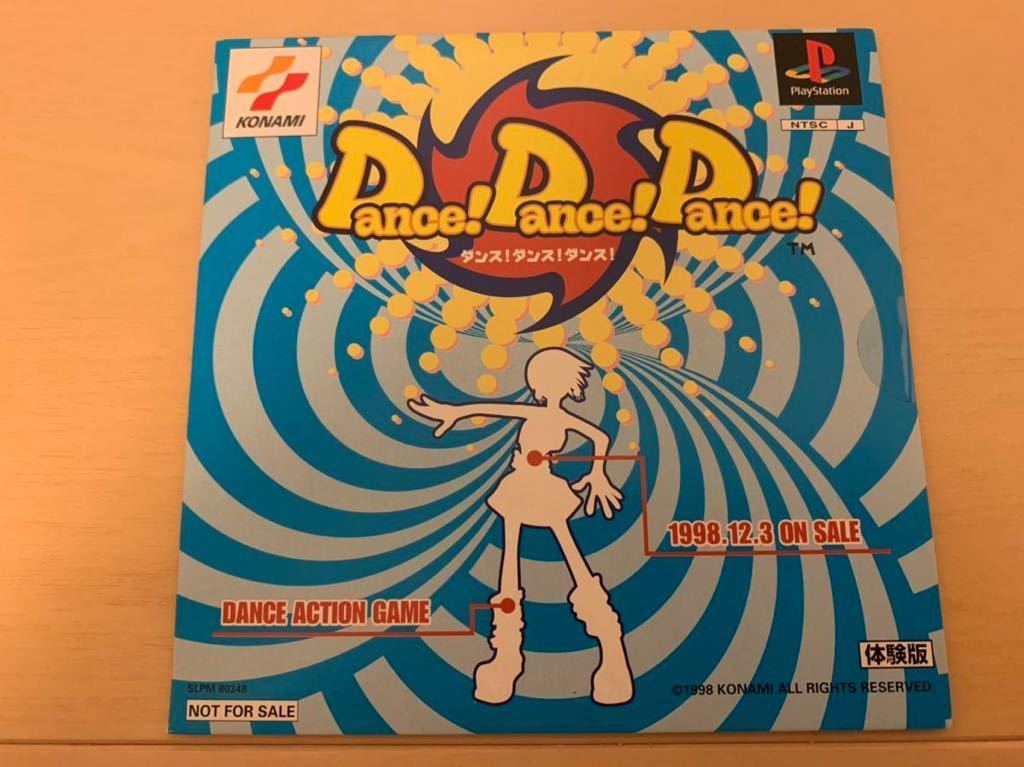 KONAMI
PlayStation
NTSC J
Dance! Dance! Dance!
TM
ダンス!ダンス!ダンス!
1998.12.3 ON SALE
DANCE ACTION GAME
体験版
SLPM 80348
©1998 KONAMI ALL RIGHTS RESERVED.
NOT FOR SALE